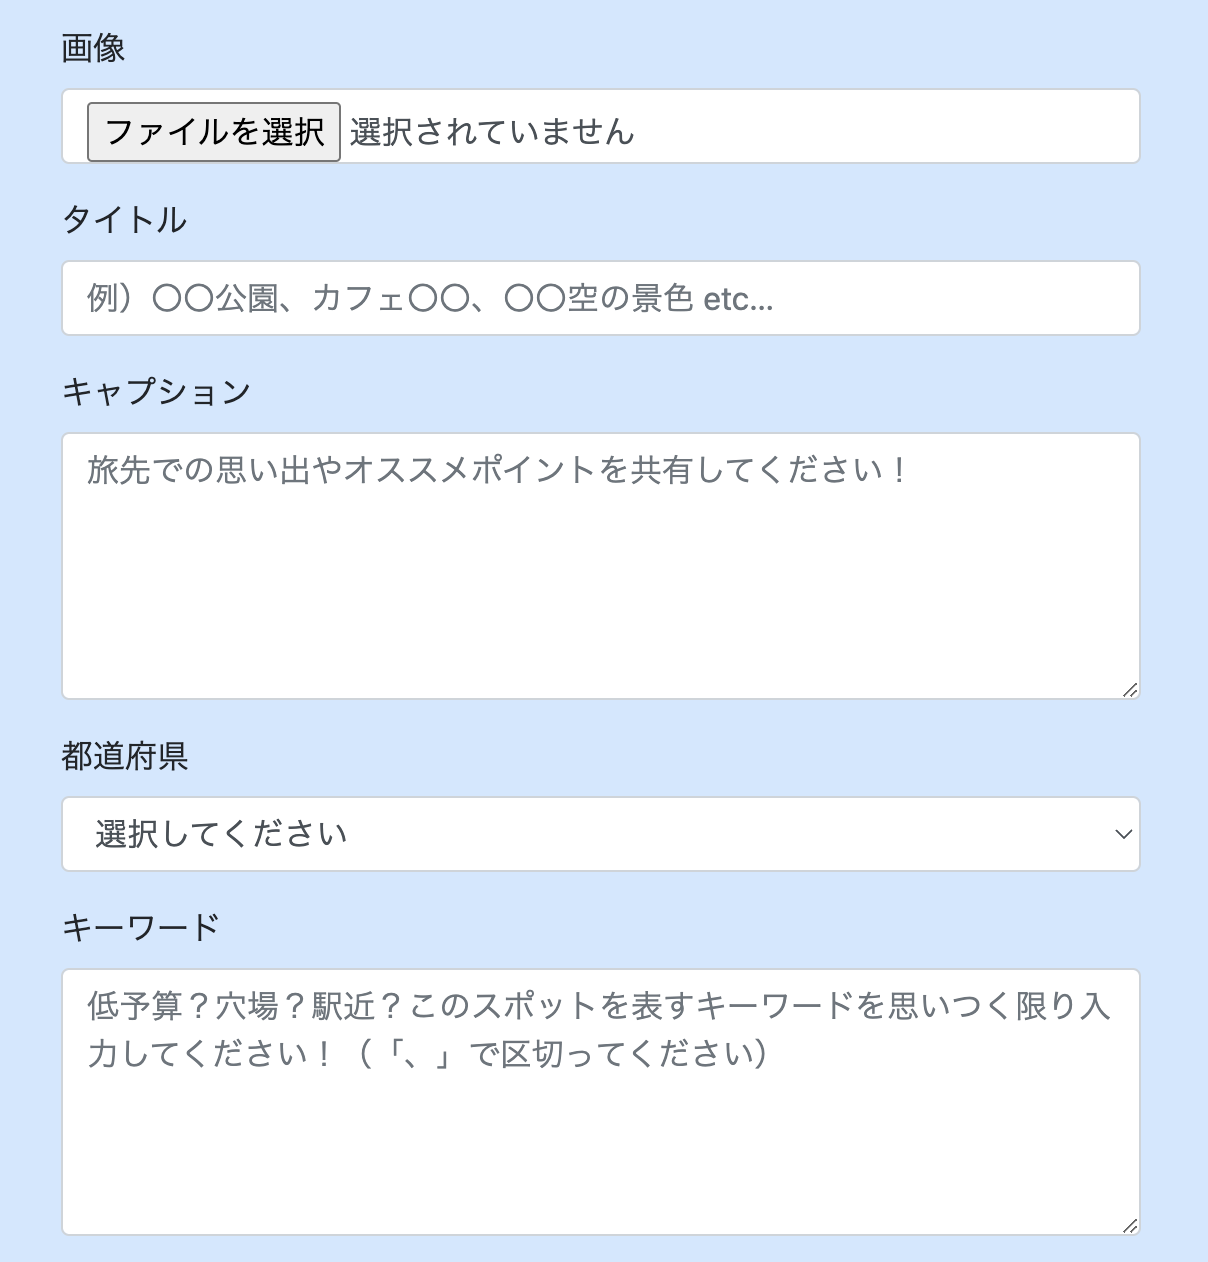 画像
ファイルを選択 選択されていません
タイトル
例）〇〇公園、カフェ〇〇、〇〇空の景色 etc...
キャプション
旅先での思い出やオススメポイントを共有してください！
都道府県
選択してください
キーワード
低予算？穴場？駅近？このスポットを表すキーワードを思いつく限り入
力してください！（「、」で区切ってください）